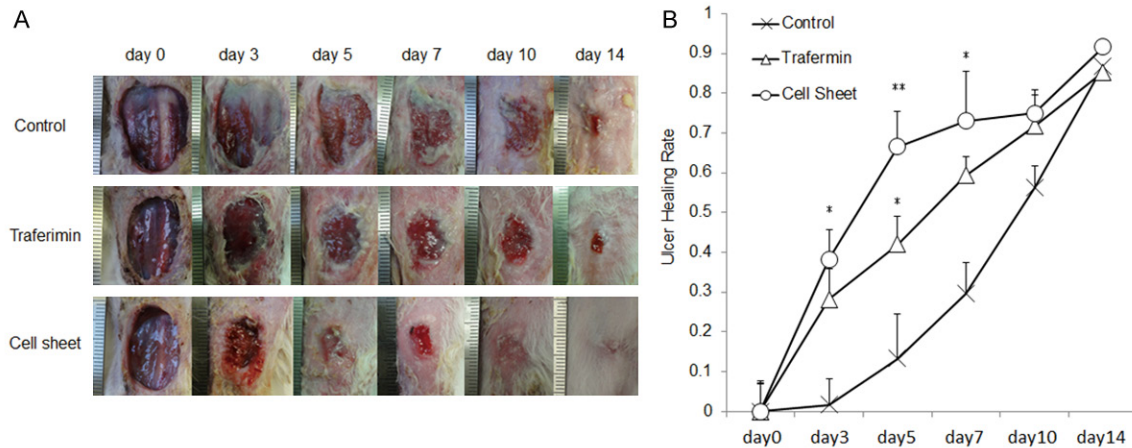 A
day 0 day 3 day 5 day 7 day 10 day 14
Control
Traferimin
Cell sheet
B
Control
Trafermin
Cell Sheet
Ulcer Healing Rate
1
0.9
0.8
0.7
0.6
0.5
0.4
0.3
0.2
0.1
0
*
**
*
*
day0 day3 day5 day7 day10 day14